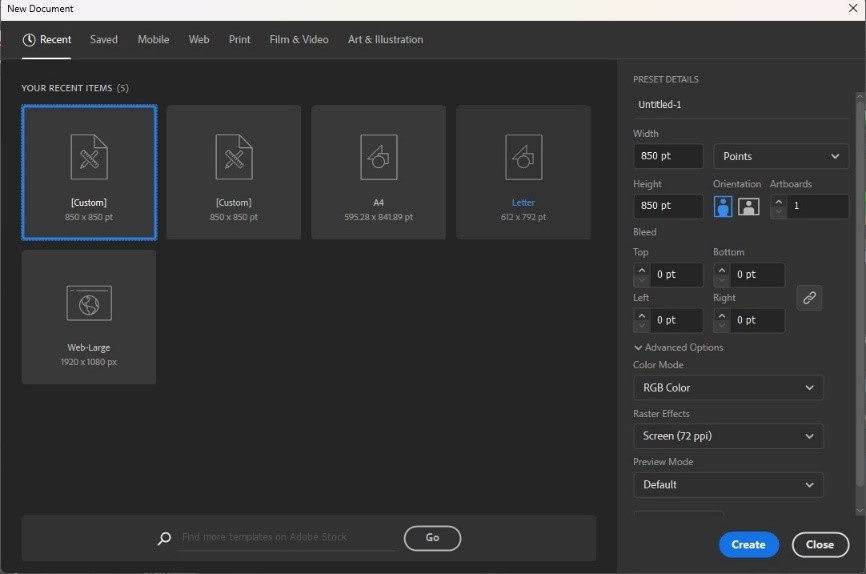 New Document
Recent Saved Mobile Web Print Film & Video Art & Illustration
YOUR RECENT ITEMS (5)
[Custom]
850 x 850 pt
[Custom]
850 x 850 pt
A4
595.28 x 841.89 pt
Letter
612 x 792 pt
Web-Large
1920 x 1080 px
Find more templates on Adobe Stock
Go
PRESET DETAILS
Untitled-1
Width
850 pt Points
Height Orientation Artboards
850 pt 1
Bleed
Top Bottom
0 pt 0 pt
Left Right
0 pt 0 pt
Advanced Options
Color Mode
RGB Color
Raster Effects
Screen (72 ppi)
Preview Mode
Default
Create Close